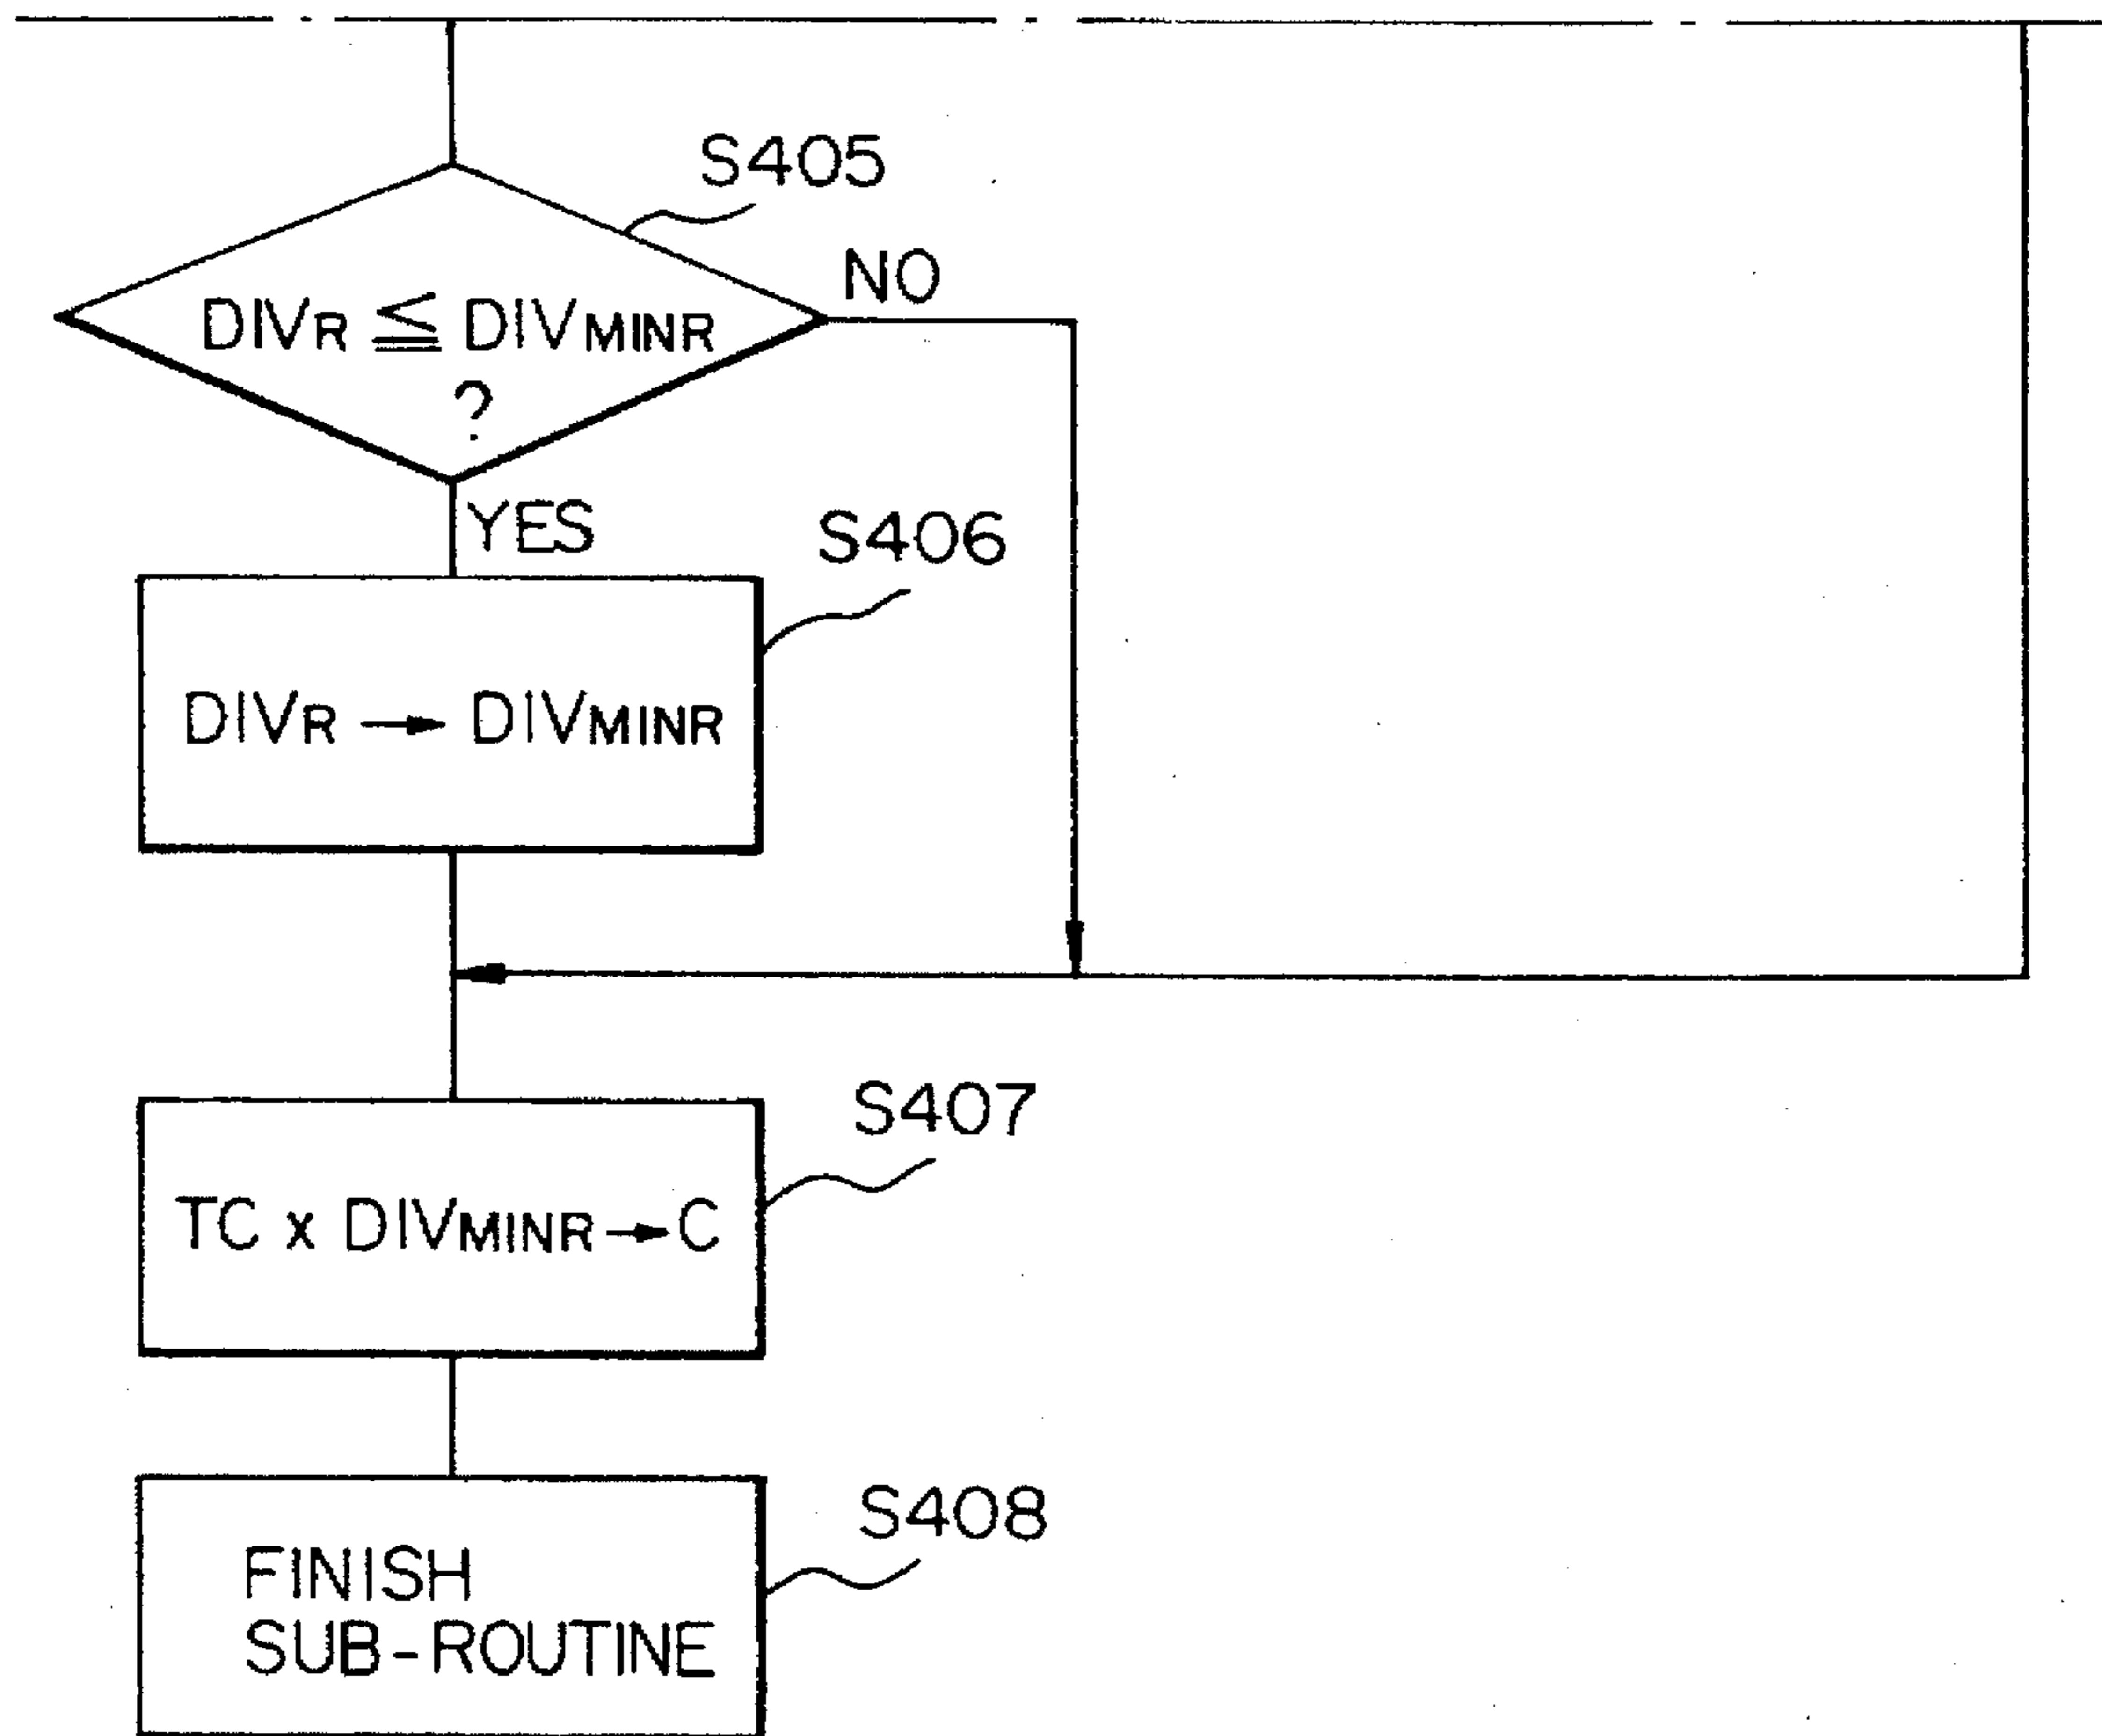 S405
NO
DIVR ≦ DIVMINR
?
YES
S406
DIVR → DIVMINR
S407
TC x DIVMINR → C
S408
FINISH
SUB-ROUTINE